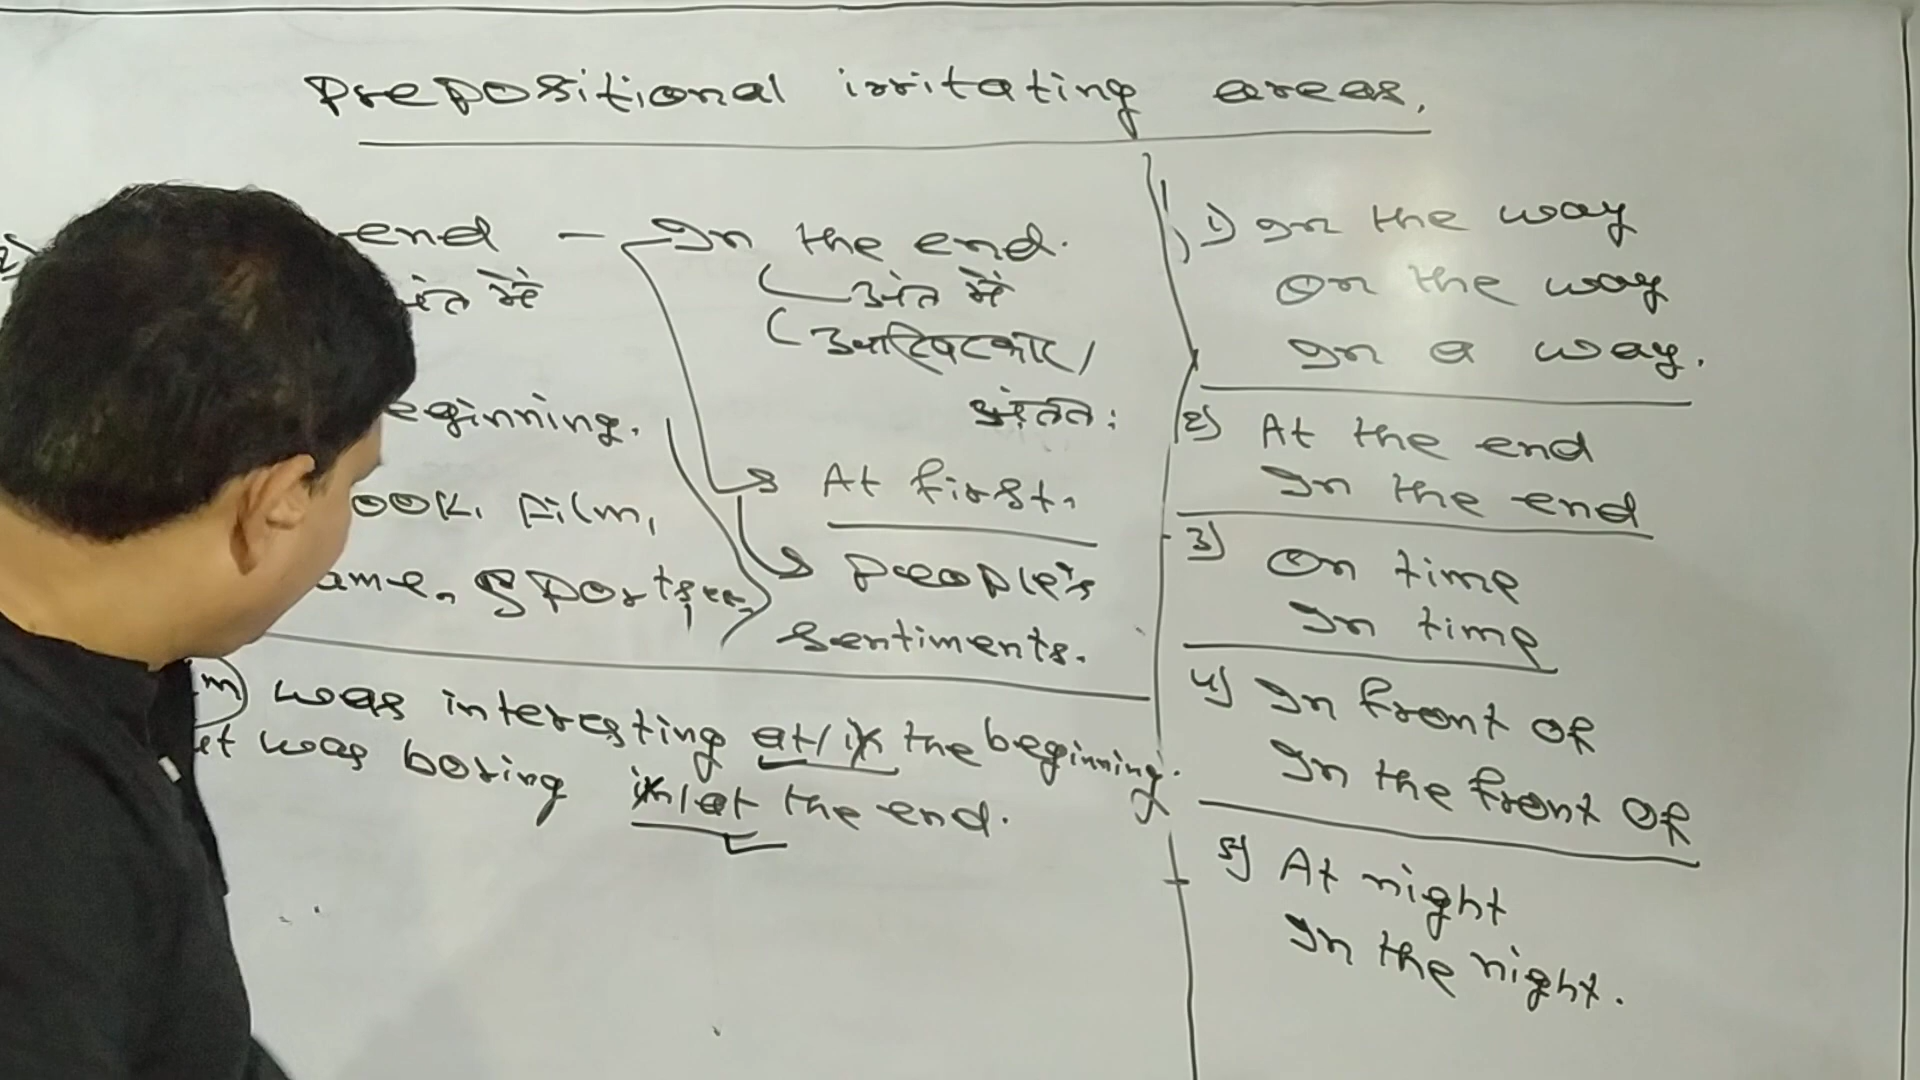 Prepositional irritating areas.
end - In the end.
अंत में
अंत में
आखिरकार/
अंतत:
eginning.
At first.
ook, Film,
ame, Sports etc,
People's
sentiments.
m was interesting at/in the beginning.
et was boring in/at the end.
1) In the way
On the way
In a way.
2) At the end
In the end
3) On time
In time
4) In front of
In the front of
5) At night
In the night.